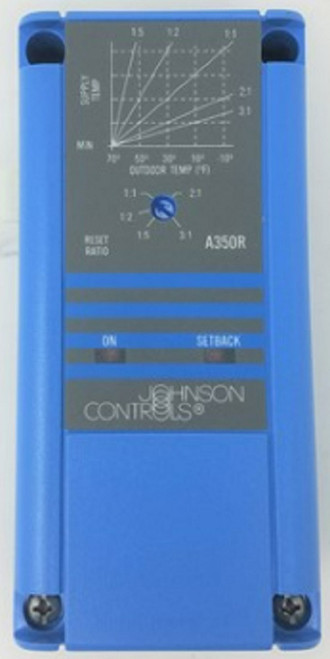 1:5 1:2 1:1
2:1
3:1
SUPPLY
TEMP
MIN
70° 50° 30° 10° -10°
OUTDOOR TEMP (°F)
1:1 2:1
1:2
1:5 3:1
RESET
RATIO
A350R
ON SETBACK
JOHNSON
CONTROLS®